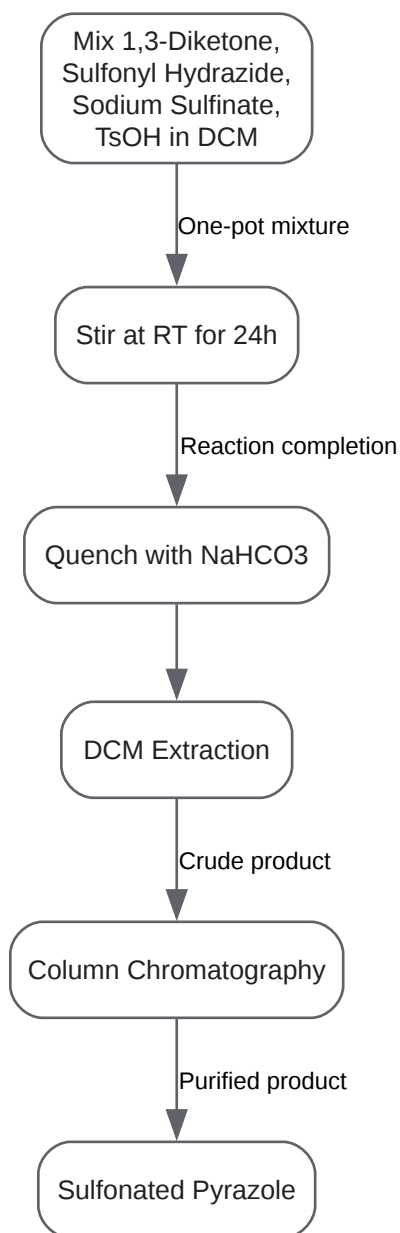 Mix 1,3-Diketone,
Sulfonyl Hydrazide,
Sodium Sulfinate,
TsOH in DCM
One-pot mixture
Stir at RT for 24h
Reaction completion
Quench with NaHCO3
DCM Extraction
Crude product
Column Chromatography
Purified product
Sulfonated Pyrazole